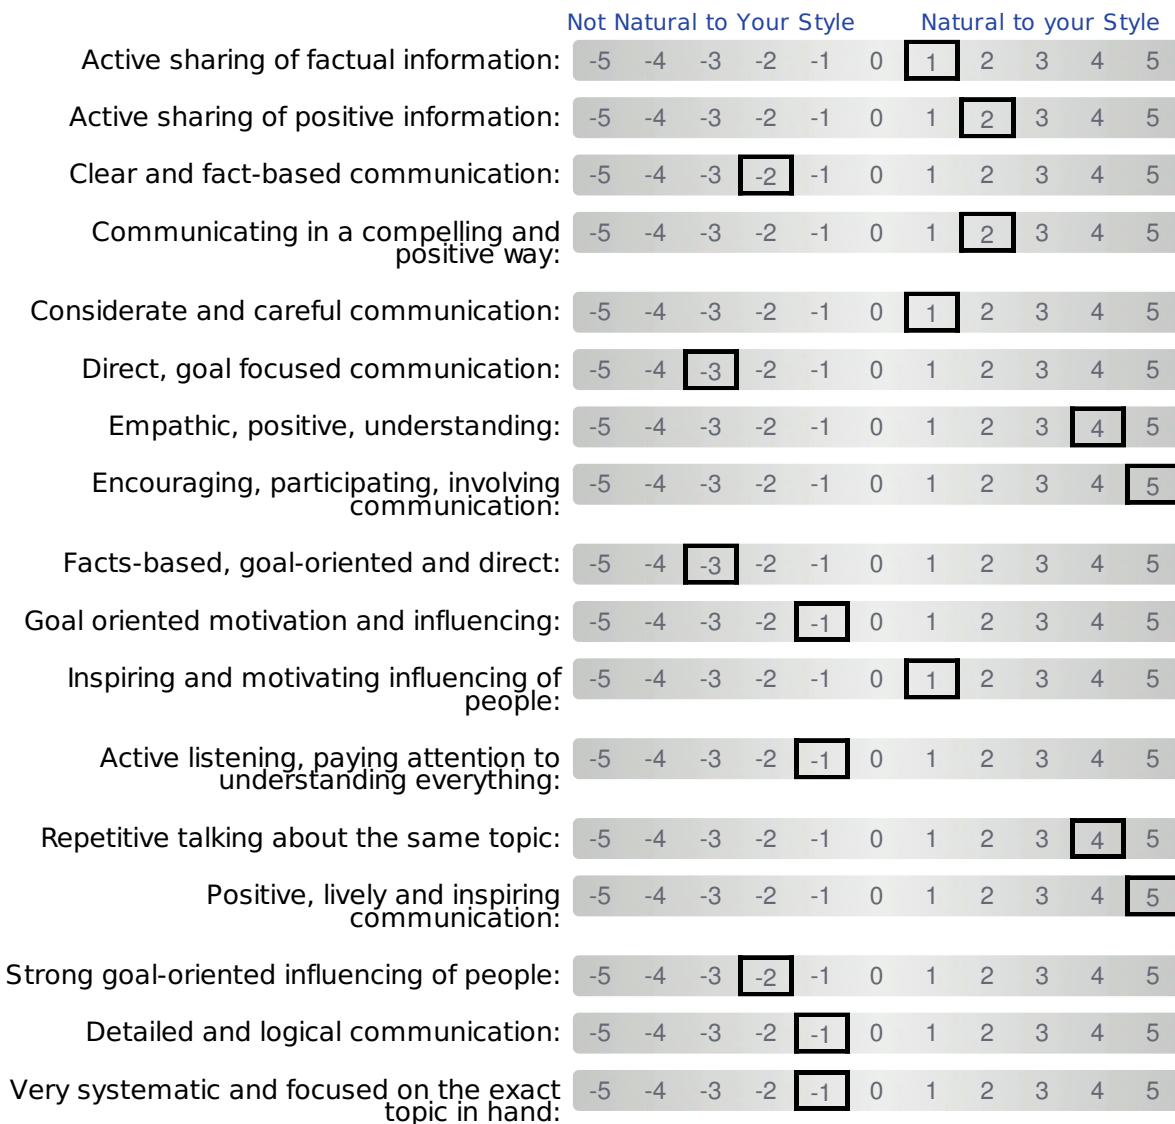 Not Natural to Your Style Natural to your Style
Active sharing of factual information: -5 -4 -3 -2 -1 0 1 2 3 4 5
Active sharing of positive information: -5 -4 -3 -2 -1 0 1 2 3 4 5
Clear and fact-based communication: -5 -4 -3 -2 -1 0 1 2 3 4 5
Communicating in a compelling and
positive way: -5 -4 -3 -2 -1 0 1 2 3 4 5
Considerate and careful communication: -5 -4 -3 -2 -1 0 1 2 3 4 5
Direct, goal focused communication: -5 -4 -3 -2 -1 0 1 2 3 4 5
Empathic, positive, understanding: -5 -4 -3 -2 -1 0 1 2 3 4 5
Encouraging, participating, involving
communication: -5 -4 -3 -2 -1 0 1 2 3 4 5
Facts-based, goal-oriented and direct: -5 -4 -3 -2 -1 0 1 2 3 4 5
Goal oriented motivation and influencing: -5 -4 -3 -2 -1 0 1 2 3 4 5
Inspiring and motivating influencing of
people: -5 -4 -3 -2 -1 0 1 2 3 4 5
Active listening, paying attention to
understanding everything: -5 -4 -3 -2 -1 0 1 2 3 4 5
Repetitive talking about the same topic: -5 -4 -3 -2 -1 0 1 2 3 4 5
Positive, lively and inspiring
communication: -5 -4 -3 -2 -1 0 1 2 3 4 5
Strong goal-oriented influencing of people: -5 -4 -3 -2 -1 0 1 2 3 4 5
Detailed and logical communication: -5 -4 -3 -2 -1 0 1 2 3 4 5
Very systematic and focused on the exact
topic in hand: -5 -4 -3 -2 -1 0 1 2 3 4 5